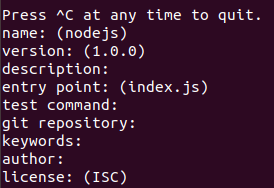 Press ^C at any time to quit.
name: (nodejs)
version: (1.0.0)
description:
entry point: (index.js)
test command:
git repository:
keywords:
author:
license: (ISC)